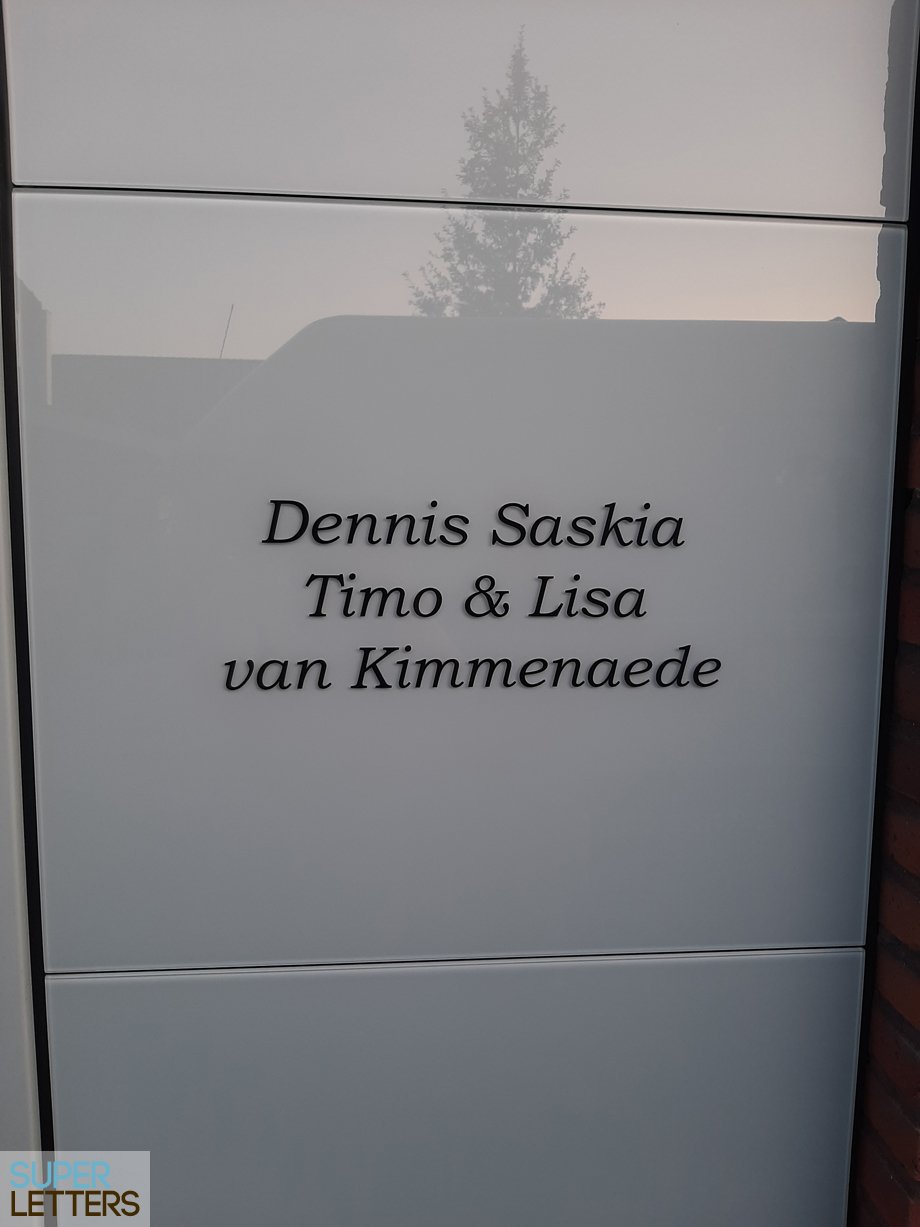 Dennis Saskia
Timo & Lisa
van Kimmenaede
SUPER
LETTERS